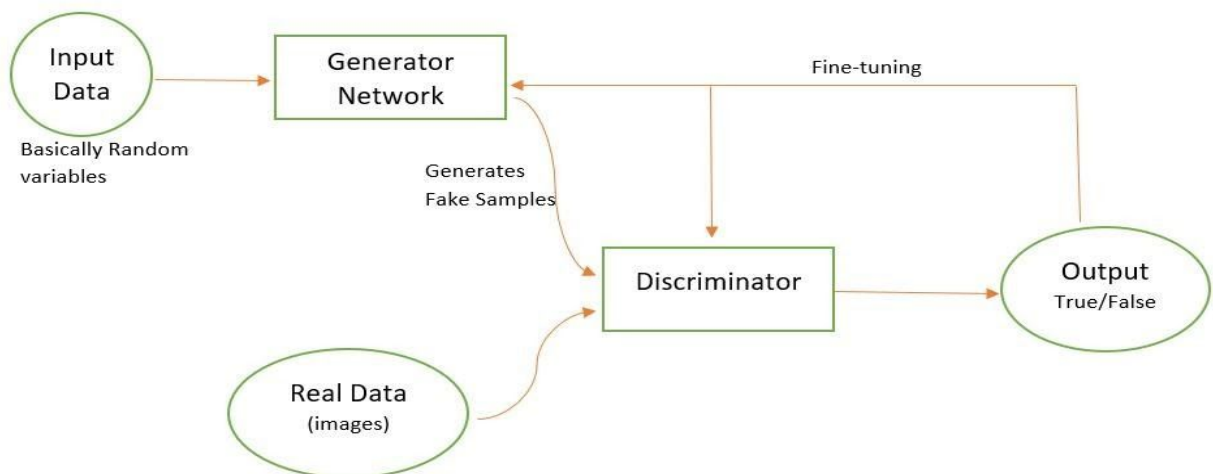 Input
Data
Basically Random
variables
Generator
Network
Fine-tuning
Generates
Fake Samples
Discriminator
Output
True/False
Real Data
(images)